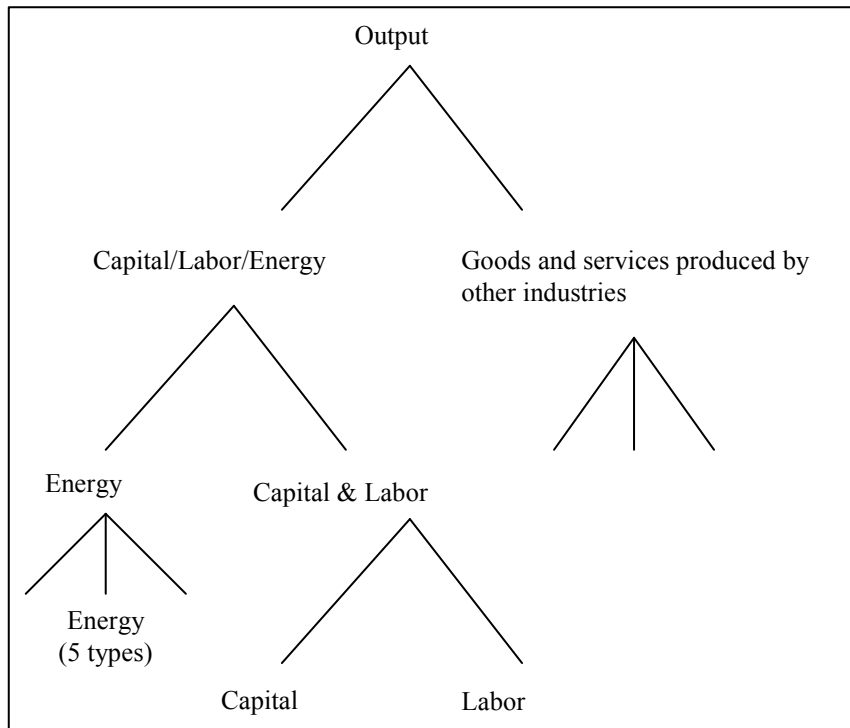 Output
Capital/Labor/Energy
Goods and services produced by
other industries
Energy
Capital & Labor
Energy
(5 types)
Capital
Labor